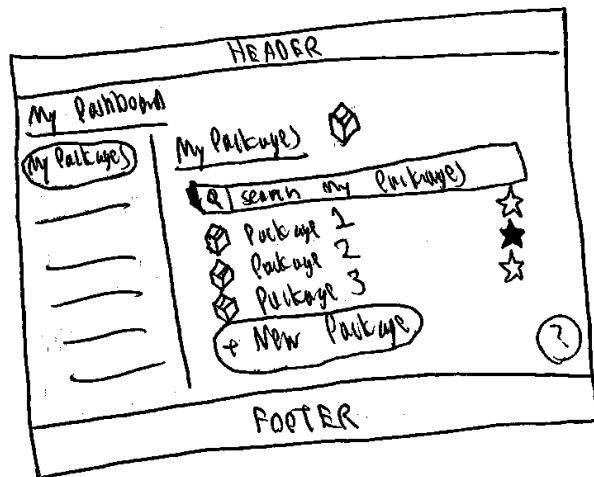 HEADER
My Dashboard
My Packages
My Packages
search my packages
Package 1
Package 2
Package 3
+ New Package
?
FOOTER